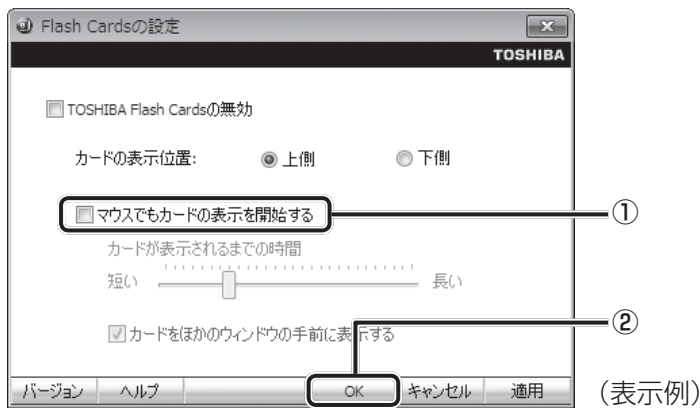 Flash Cardsの設定
TOSHIBA
TOSHIBA Flash Cardsの無効
カードの表示位置: 上側 下側
マウスでもカードの表示を開始する
①
カードが表示されるまでの時間
短い 長い
②
カードをほかのウィンドウの手前に表示する
バージョン ヘルプ OK キャンセル 適用
（表示例）